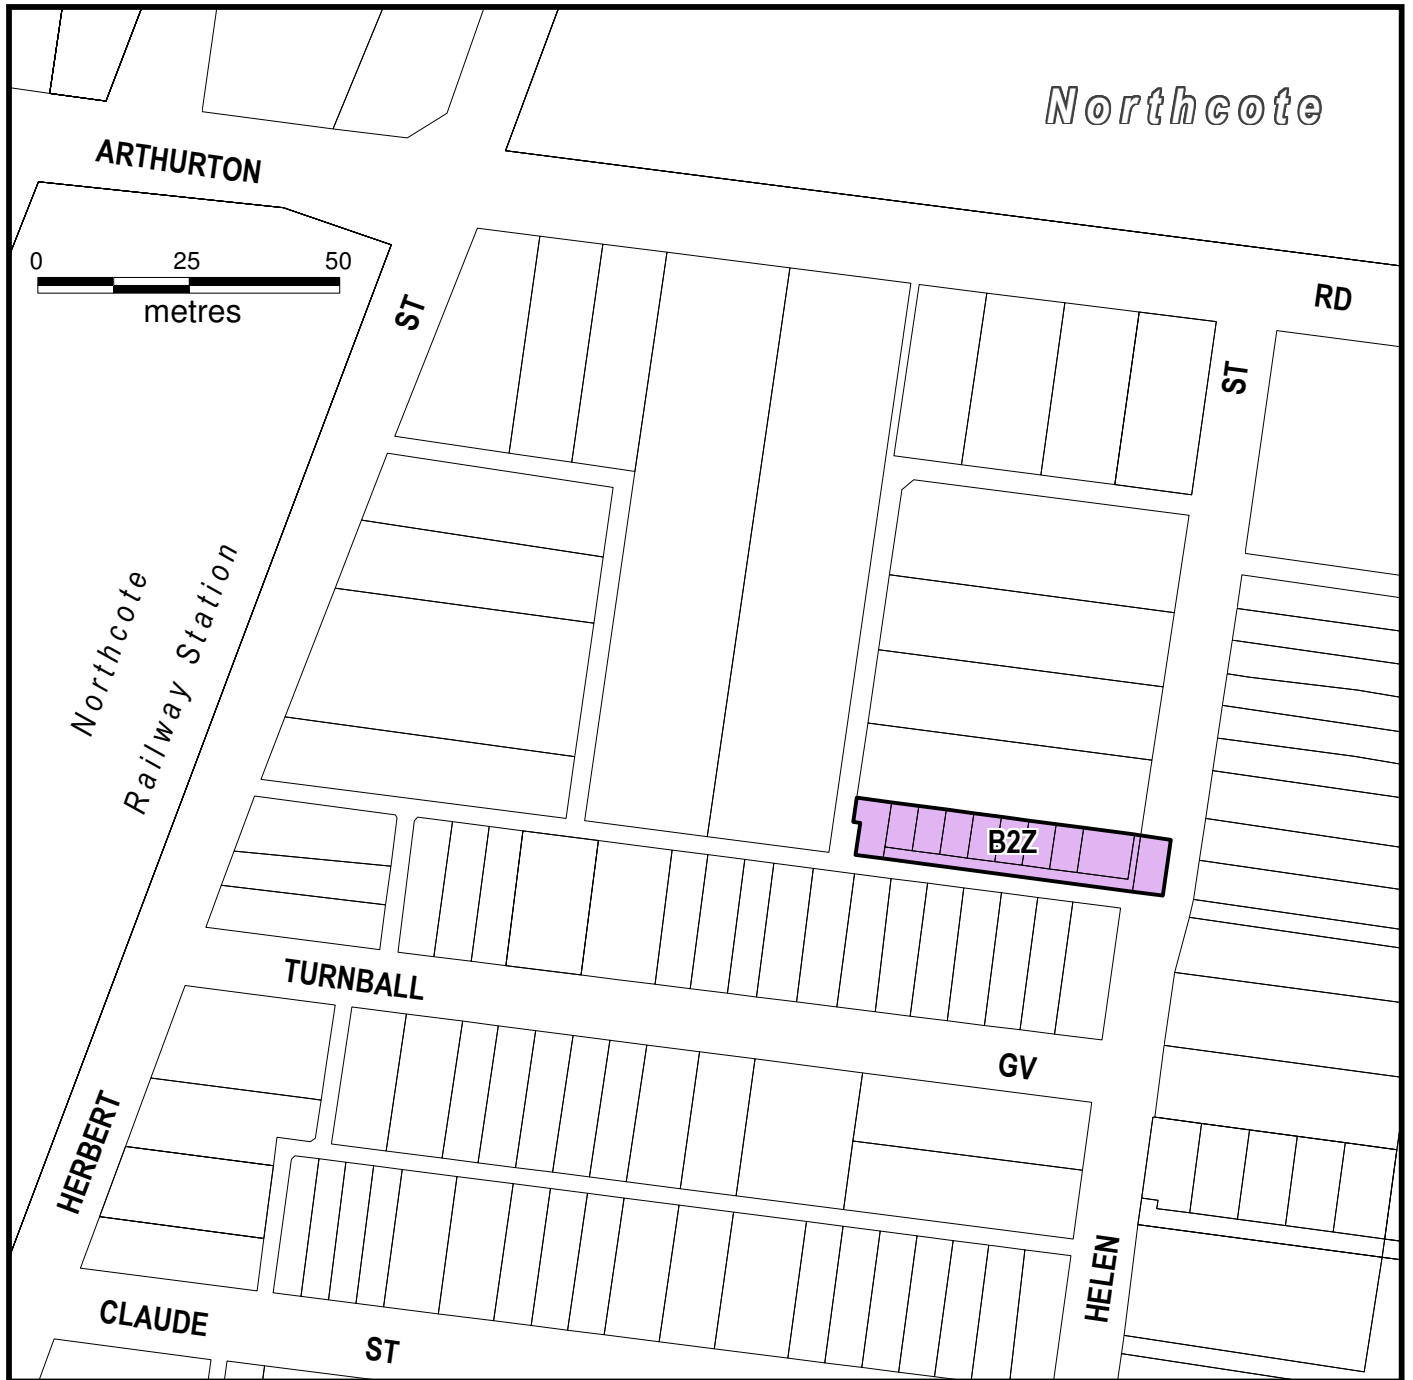 Northcote
ARTHURTON
RD
0 25 50
metres
ST
ST
Northcote
Railway Station
B2Z
TURNBALL
GV
HERBERT
HELEN
CLAUDE
ST